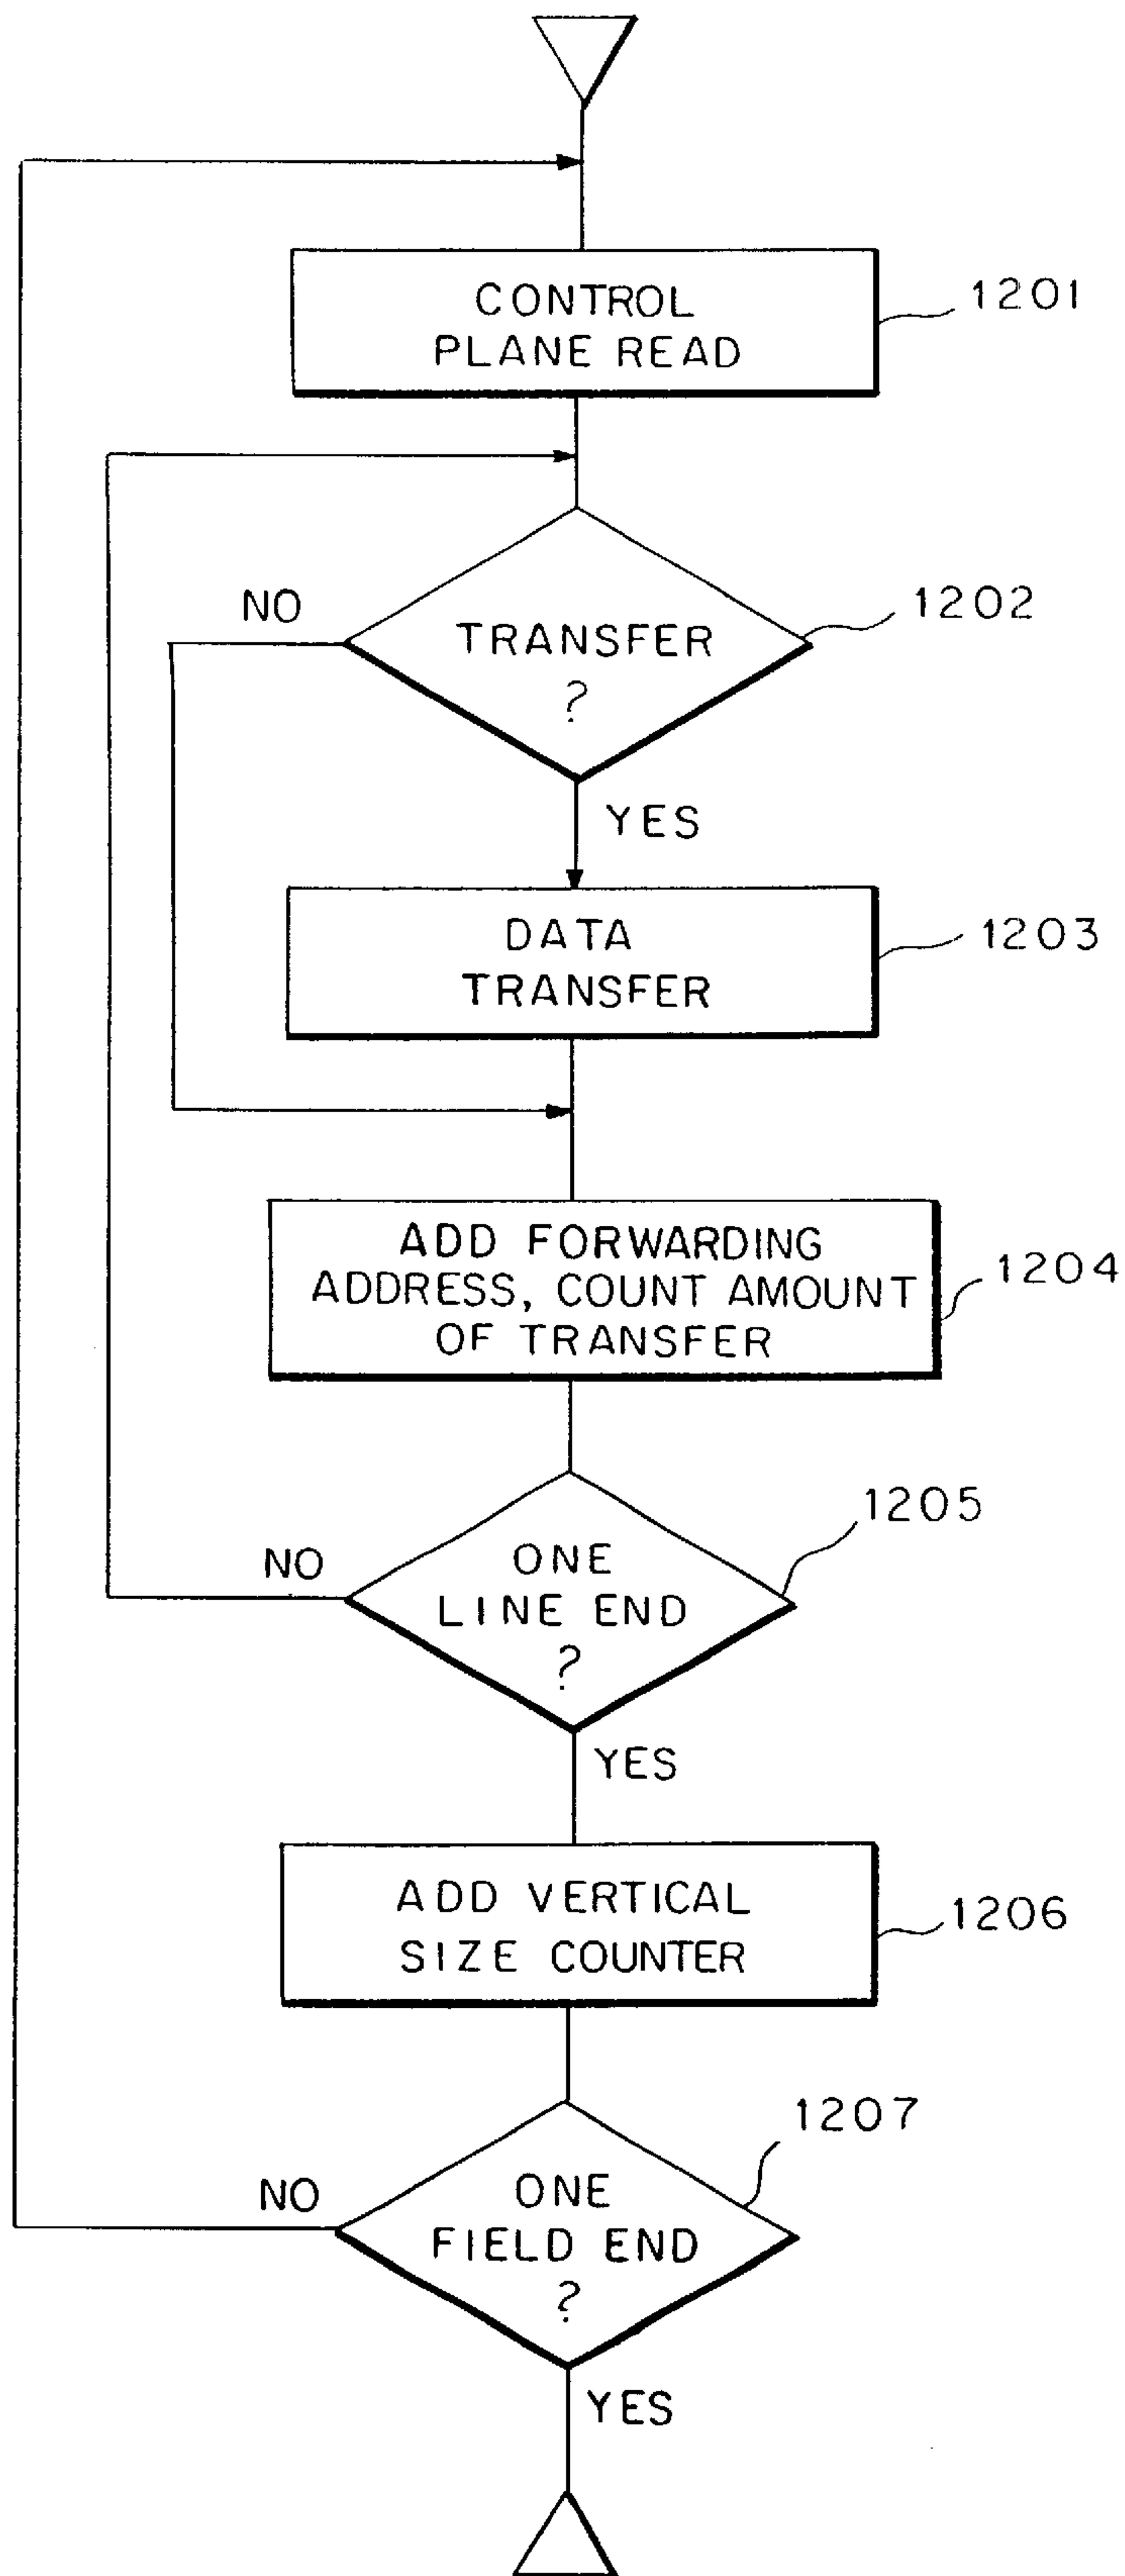 CONTROL
PLANE READ
1201
NO
TRANSFER
?
1202
YES
DATA
TRANSFER
1203
ADD FORWARDING
ADDRESS, COUNT AMOUNT
OF TRANSFER
1204
NO
ONE
LINE END
?
1205
YES
ADD VERTICAL
SIZE COUNTER
1206
NO
ONE
FIELD END
?
1207
YES